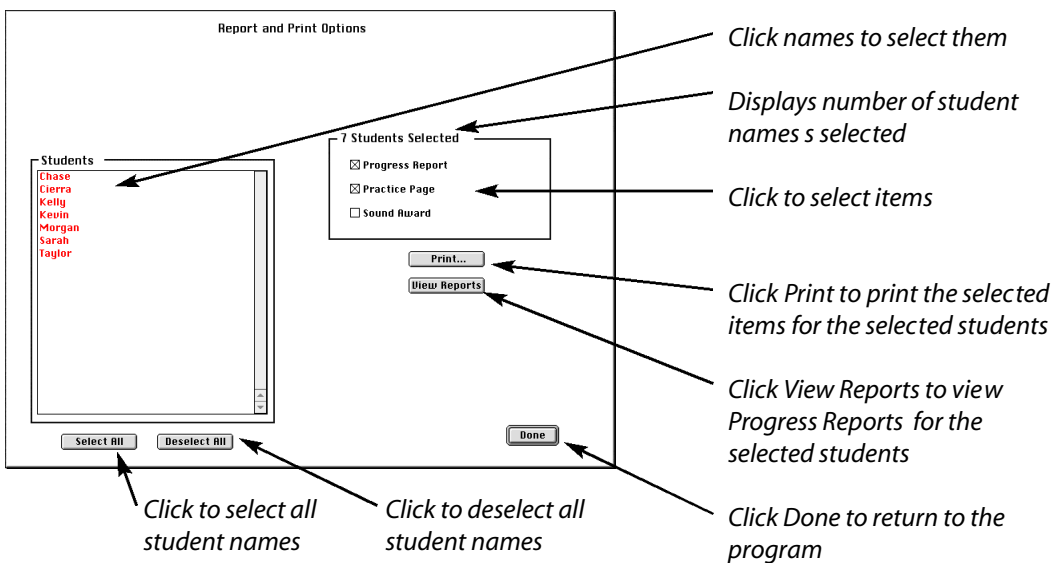 Report and Print Options
Click names to select them
Displays number of student
names s selected
7 Students Selected
Progress Report
Practice Page
Sound Award
Click to select items
Students
Chase
Cierra
Kelly
Kevin
Morgan
Sarah
Taylor
Print...
View Reports
Click Print to print the selected
items for the selected students
Click View Reports to view
Progress Reports for the
selected students
Select All
Deselect All
Done
Click to select all
student names
Click to deselect all
student names
Click Done to return to the
program